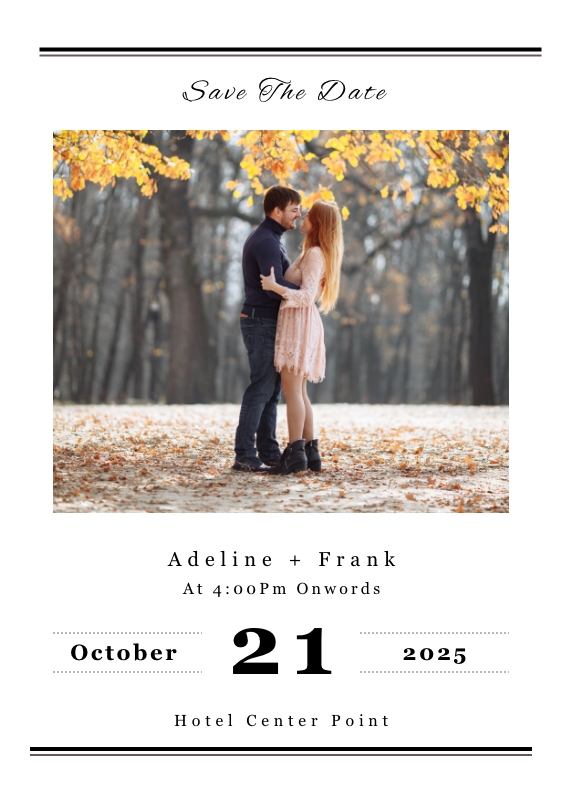 Save The Date
Adeline + Frank
At 4:00Pm Onwords
October 21 2025
Hotel Center Point